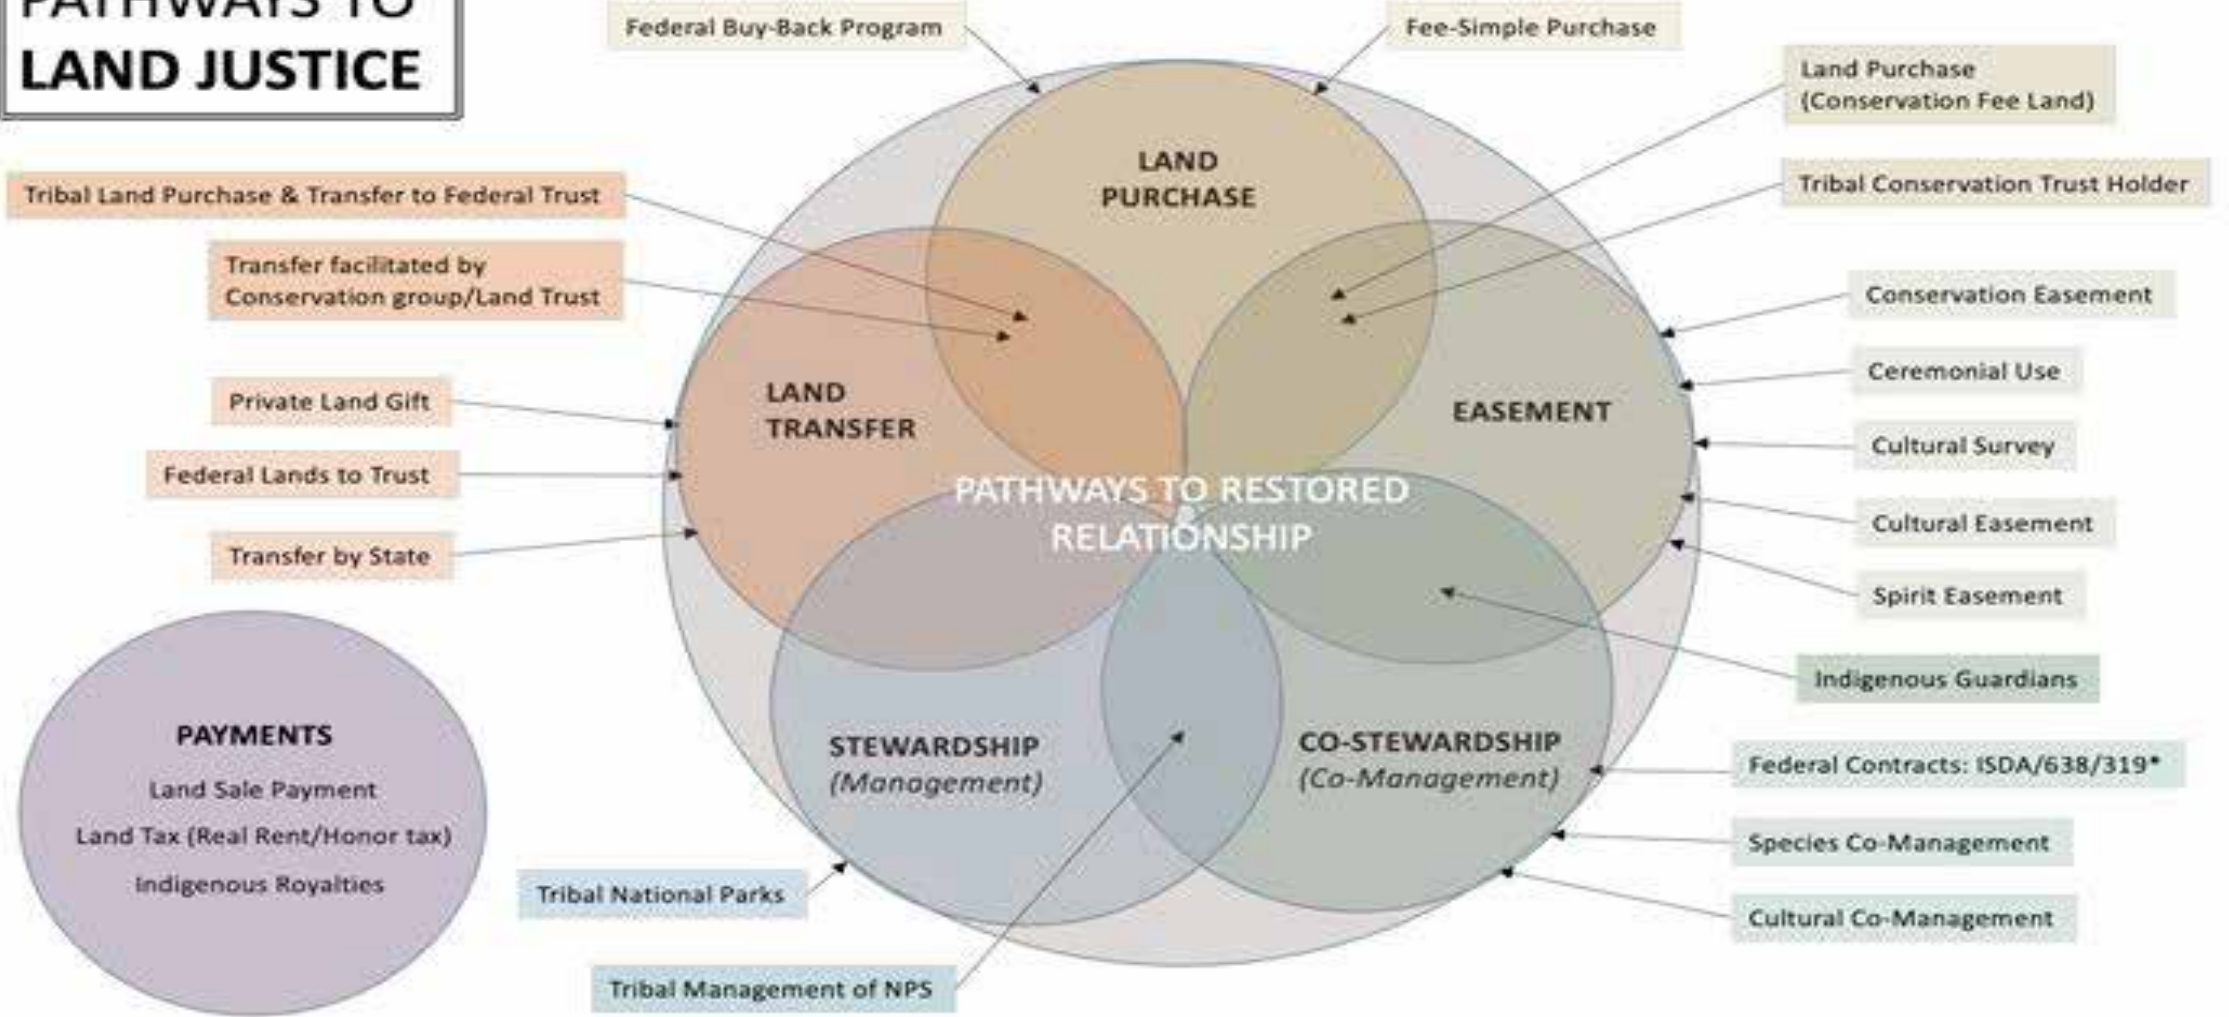 PATHWAYS TO
LAND JUSTICE
Federal Buy-Back Program
Fee-Simple Purchase
Land Purchase
(Conservation Fee Land)
Tribal Conservation Trust Holder
Tribal Land Purchase & Transfer to Federal Trust
Transfer facilitated by
Conservation group/Land Trust
Private Land Gift
Federal Lands to Trust
Transfer by State
LAND
PURCHASE
LAND
TRANSFER
EASEMENT
PATHWAYS TO RESTORED
RELATIONSHIP
STEWARDSHIP
(Management)
CO-STEWARDSHIP
(Co-Management)
Conservation Easement
Ceremonial Use
Cultural Survey
Cultural Easement
Spirit Easement
Indigenous Guardians
Federal Contracts: ISDA/638/319*
Species Co-Management
Cultural Co-Management
PAYMENTS
Land Sale Payment
Land Tax (Real Rent/Honor tax)
Indigenous Royalties
Tribal National Parks
Tribal Management of NPS